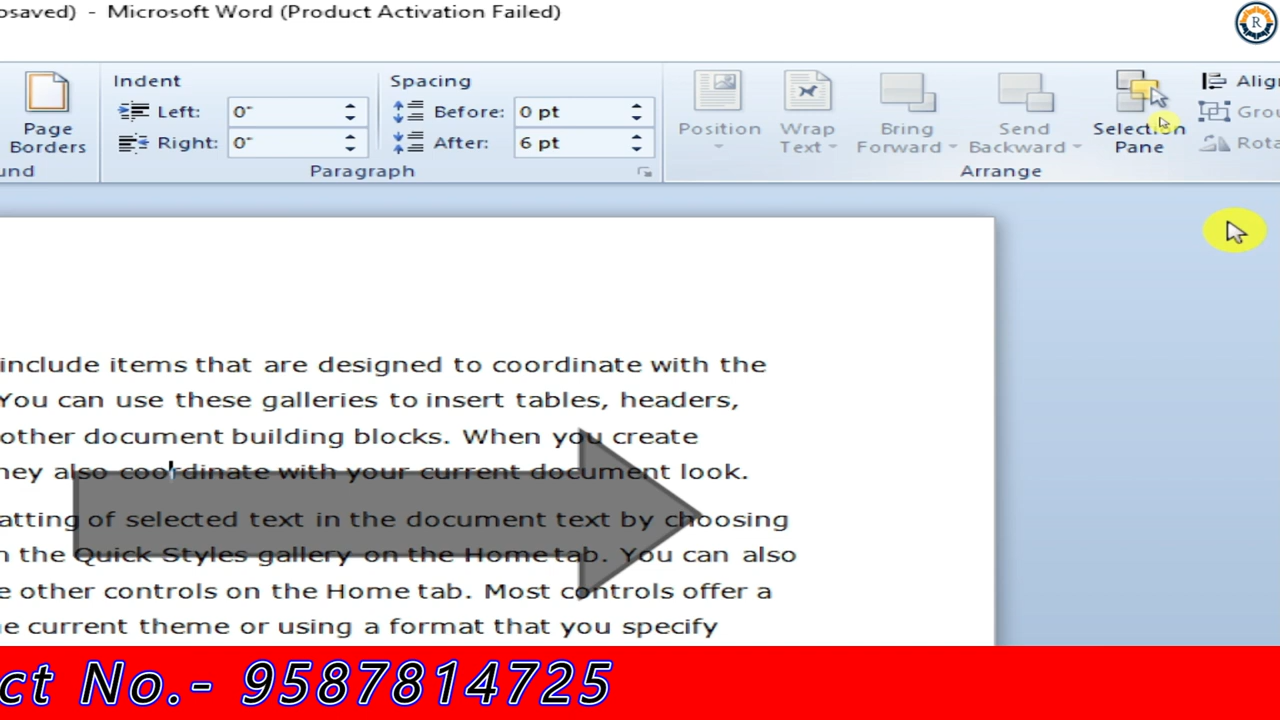 osaved) - Microsoft Word (Product Activation Failed)
R
Page Borders
Indent
Left: 0"
Right: 0"
Spacing
Before: 0 pt
After: 6 pt
Position
Wrap Text
Bring Forward
Send Backward
Selection Pane
Align
Grou
Rota
und
Paragraph
Arrange
include items that are designed to coordinate with the
You can use these galleries to insert tables, headers,
other document building blocks. When you create
hey also coordinate with your current document look.
atting of selected text in the document text by choosing
n the Quick Styles gallery on the Home tab. You can also
e other controls on the Home tab. Most controls offer a
he current theme or using a format that you specify
ct No.- 9587814725